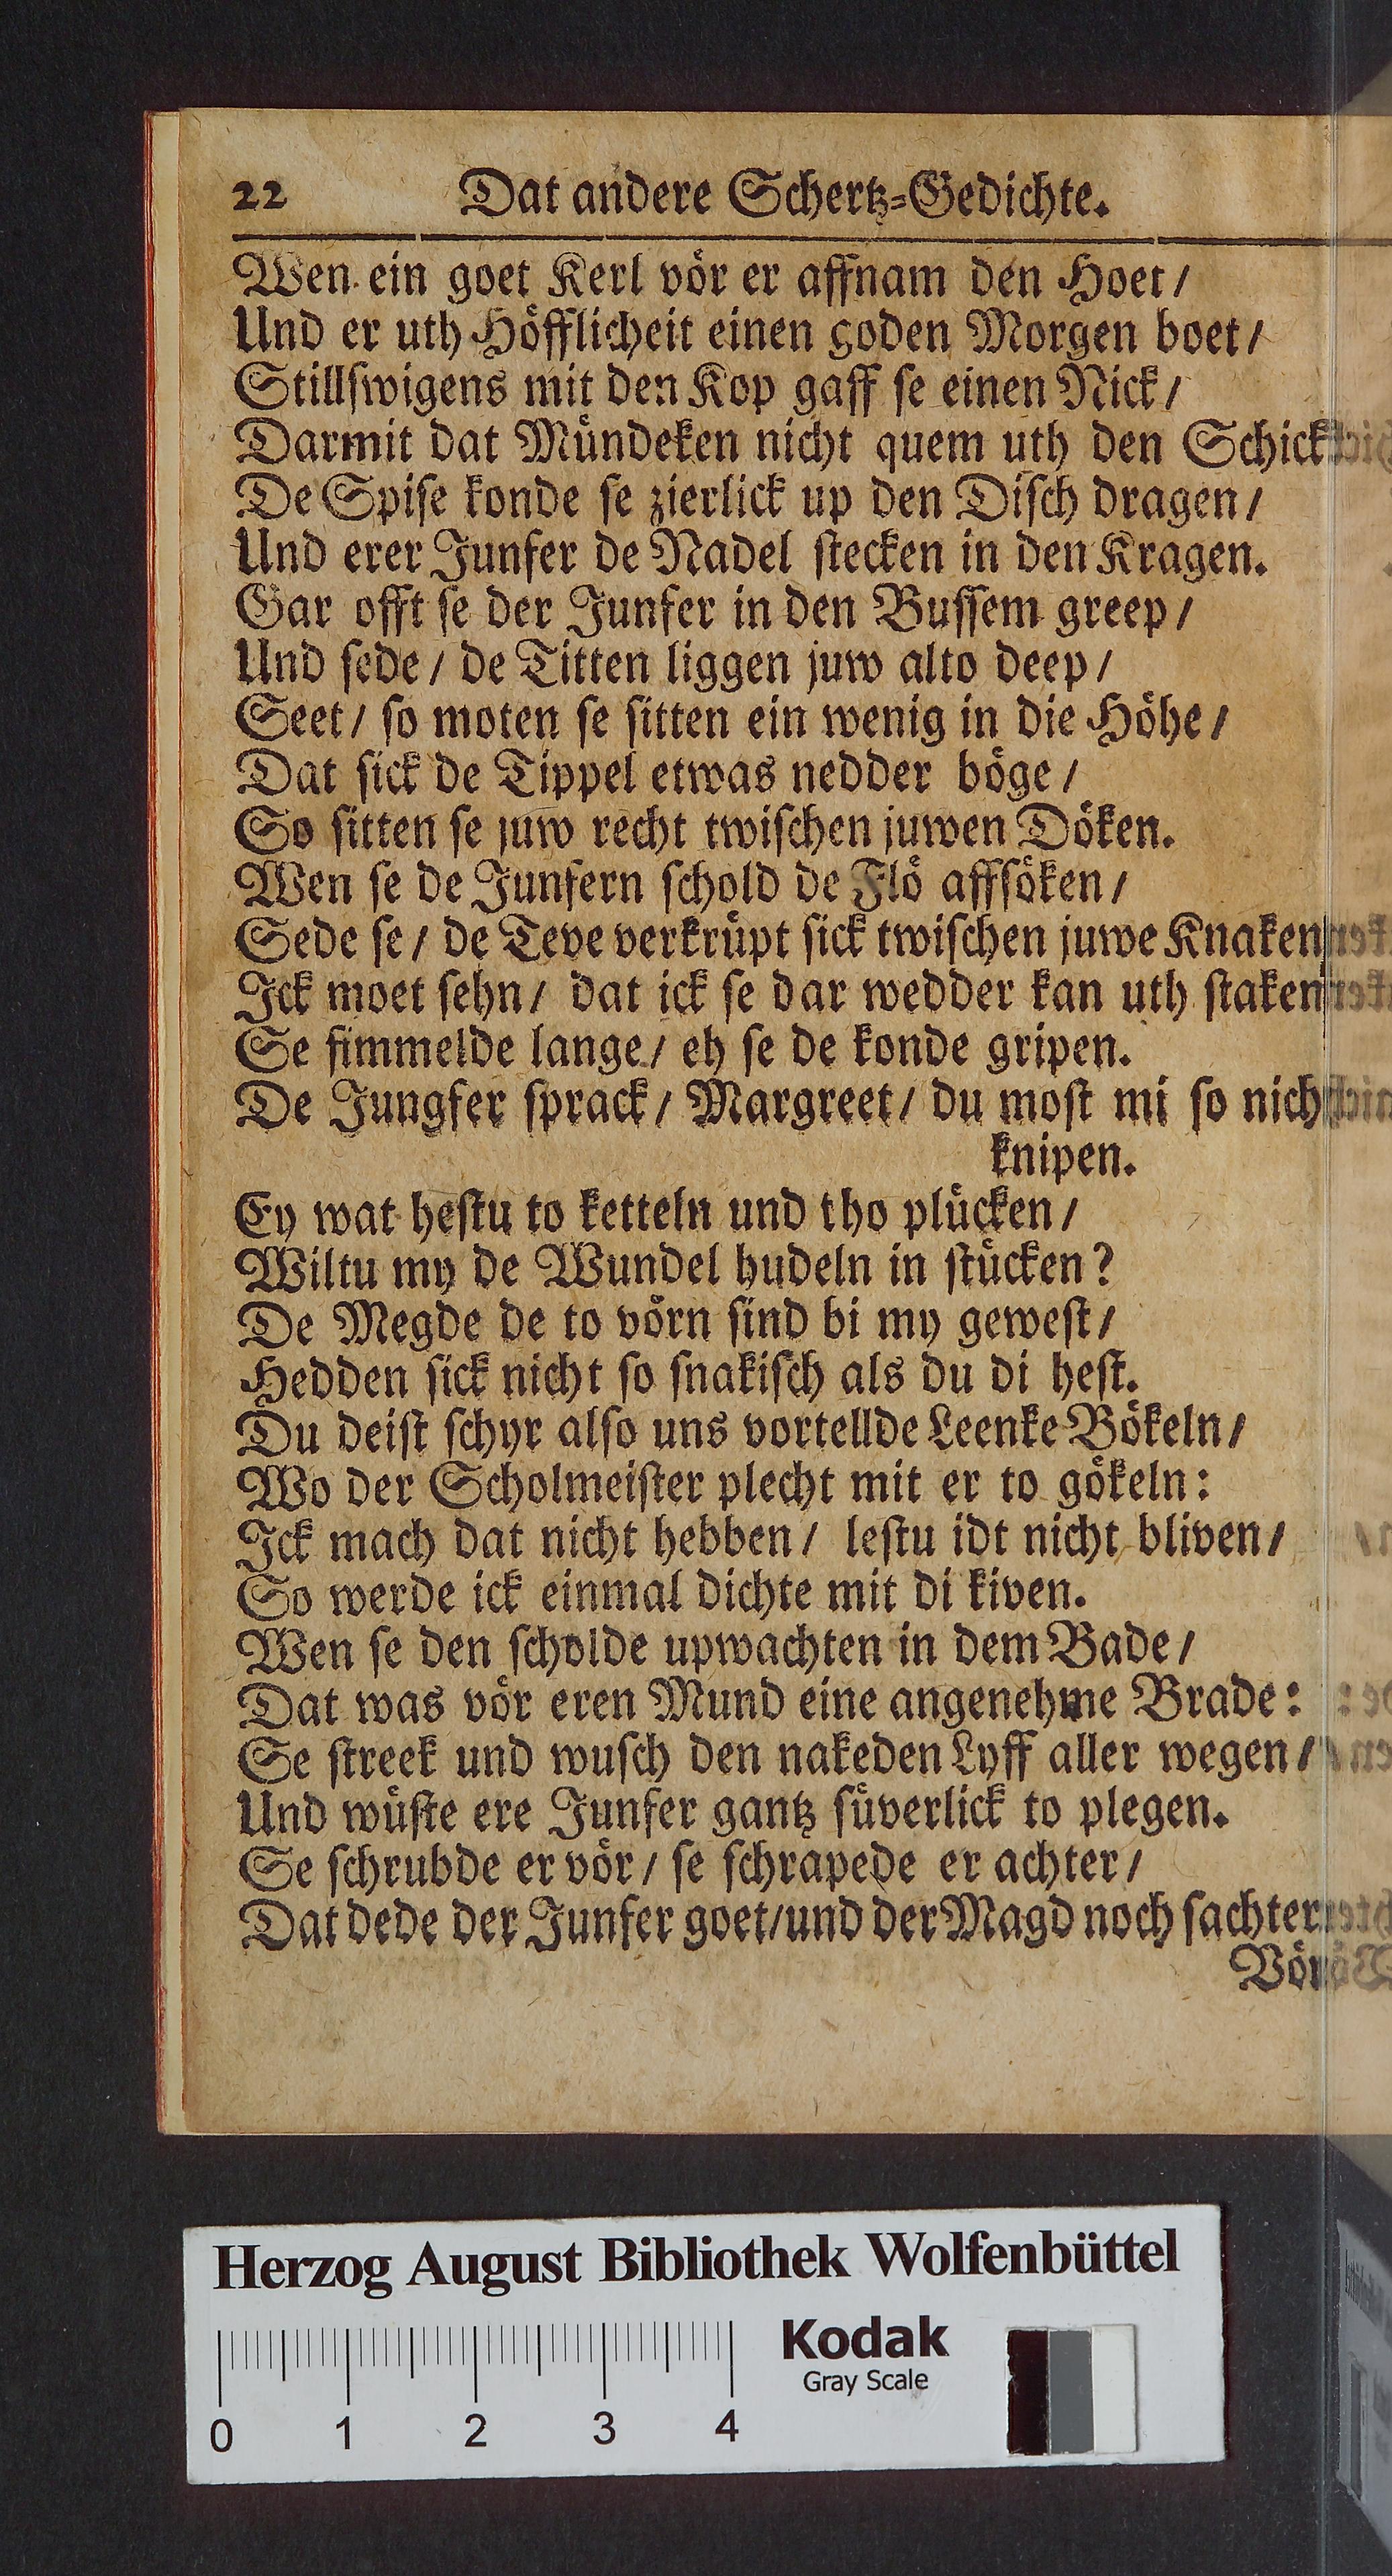 22 Dat andere Schertz-Gedichte.
Wen ein goet Kerl vör er affnam den Hoet /
Und er uth Höfflicheit einen goden Morgen boet /
Stillſwigens mit den Kop gaff ſe einen Nick /
Darmit dat Mündeken nicht quem uth den Schick
De Spiſe konde ſe zierlick up den Diſch dragen /
Und erer Junfer de Nadel ſtecken in den Kragen.
Gar offt ſe der Junfer in den Buſſem greep /
Und ſede / de Titten liggen juw alto deep /
Seet / ſo moten ſe ſitten ein wenig in die Höhe /
Dat ſick de Tippel etwas nedder böge /
So ſitten ſe juw recht twiſchen juwen Döken.
Wen ſe de Junfern ſchold de Flö affſöken /
Sede ſe / de Teve verkrüpt ſick twiſchen juwe Knaken
Ick moet ſehn / dat ick ſe dar wedder kan uth ſtaken
Se fimmelde lange / eh ſe de konde gripen.
De Jungfer ſprack / Margreet / du moſt mi ſo nich
knipen.
Ey wat heſtu to ketteln und tho plücken /
Wiltu my de Wundel hudeln in ſtücken?
De Megde de to vörn ſind bi my geweſt /
Hedden ſick nicht ſo ſnakiſch als du di heſt.
Du deiſt ſchyr alſo uns vortellde Leenke Bökeln /
Wo der Scholmeiſter plecht mit er to gökeln:
Ick mach dat nicht hebben / leſtu idt nicht bliven /
So werde ick einmal dichte mit di kiven.
Wen ſe den ſcholde upwachten in dem Bade /
Dat was vör eren Mund eine angenehme Brade:
Se ſtreek und wuſch den nakeden Lyff aller wegen /
Und wüſte ere Junfer gantz ſüverlick to plegen.
Se ſchrubde er vör / ſe ſchrapede er achter /
Dat dede der Junfer goet / und der Magd noch ſachter
Vör
Herzog August Bibliothek Wolfenbüttel
Kodak
Gray Scale
0 1 2 3 4